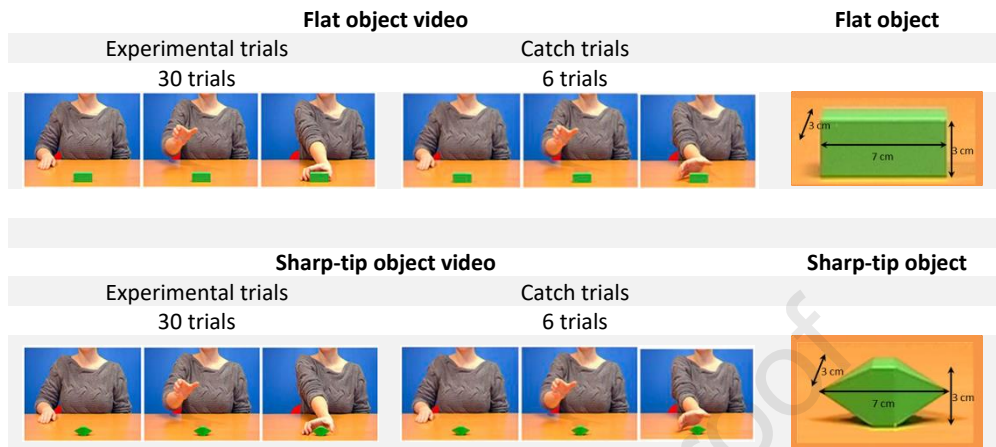 Flat object video Flat object
Experimental trials Catch trials
30 trials 6 trials
3 cm
7 cm
3 cm
Sharp-tip object video Sharp-tip object
Experimental trials Catch trials
30 trials 6 trials
3 cm
7 cm
3 cm
roof